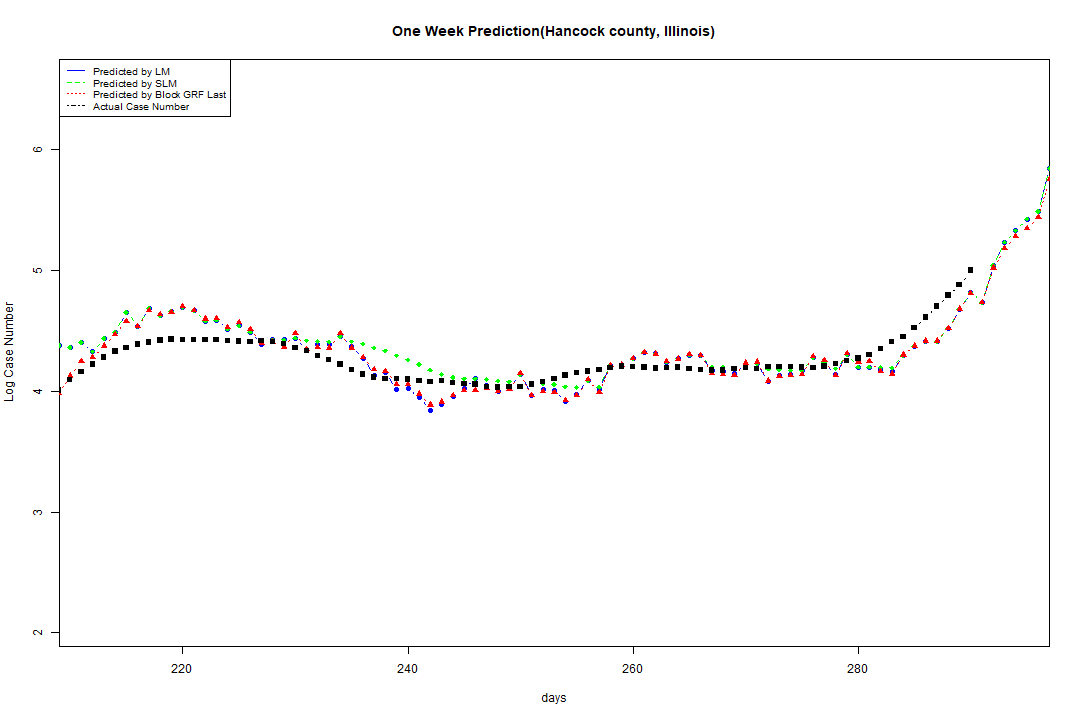 One Week Prediction(Hancock county, Illinois)
Predicted by LM
Predicted by SLM
Predicted by Block GRF Last
Actual Case Number
Log Case Number
6
5
4
3
2
220
240
260
280
days